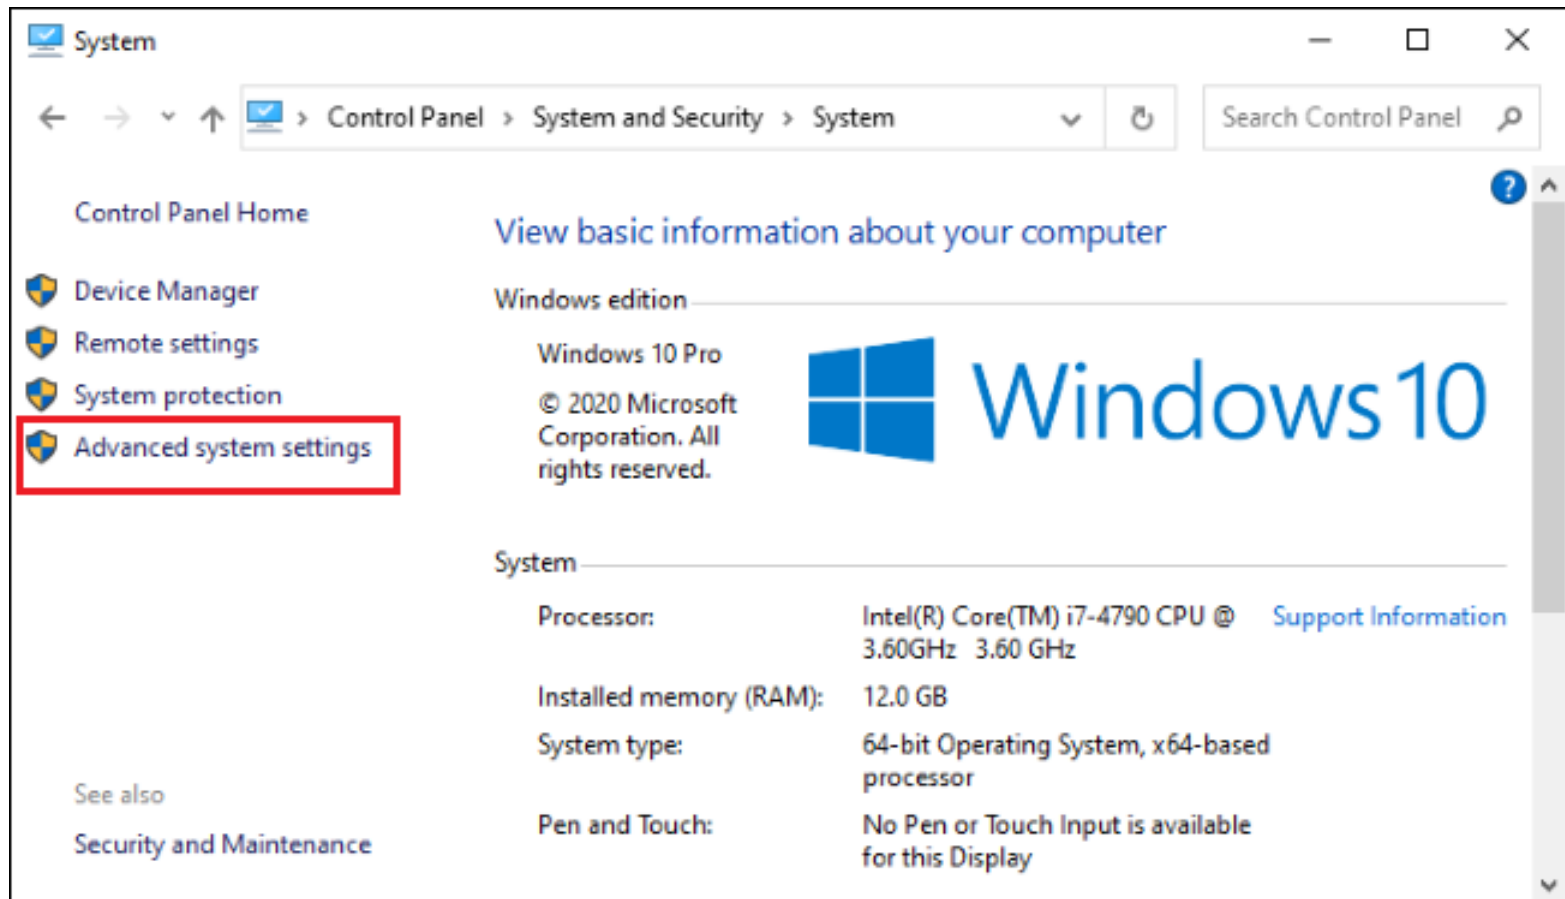 System
Control Panel > System and Security > System
Search Control Panel
?
Control Panel Home
Device Manager
Remote settings
System protection
Advanced system settings
See also
Security and Maintenance
View basic information about your computer
Windows edition
Windows 10 Pro
© 2020 Microsoft
Corporation. All
rights reserved.
Windows 10
System
Processor:
Intel(R) Core(TM) i7-4790 CPU @
3.60GHz 3.60 GHz
Support Information
Installed memory (RAM):
12.0 GB
System type:
64-bit Operating System, x64-based
processor
Pen and Touch:
No Pen or Touch Input is available
for this Display